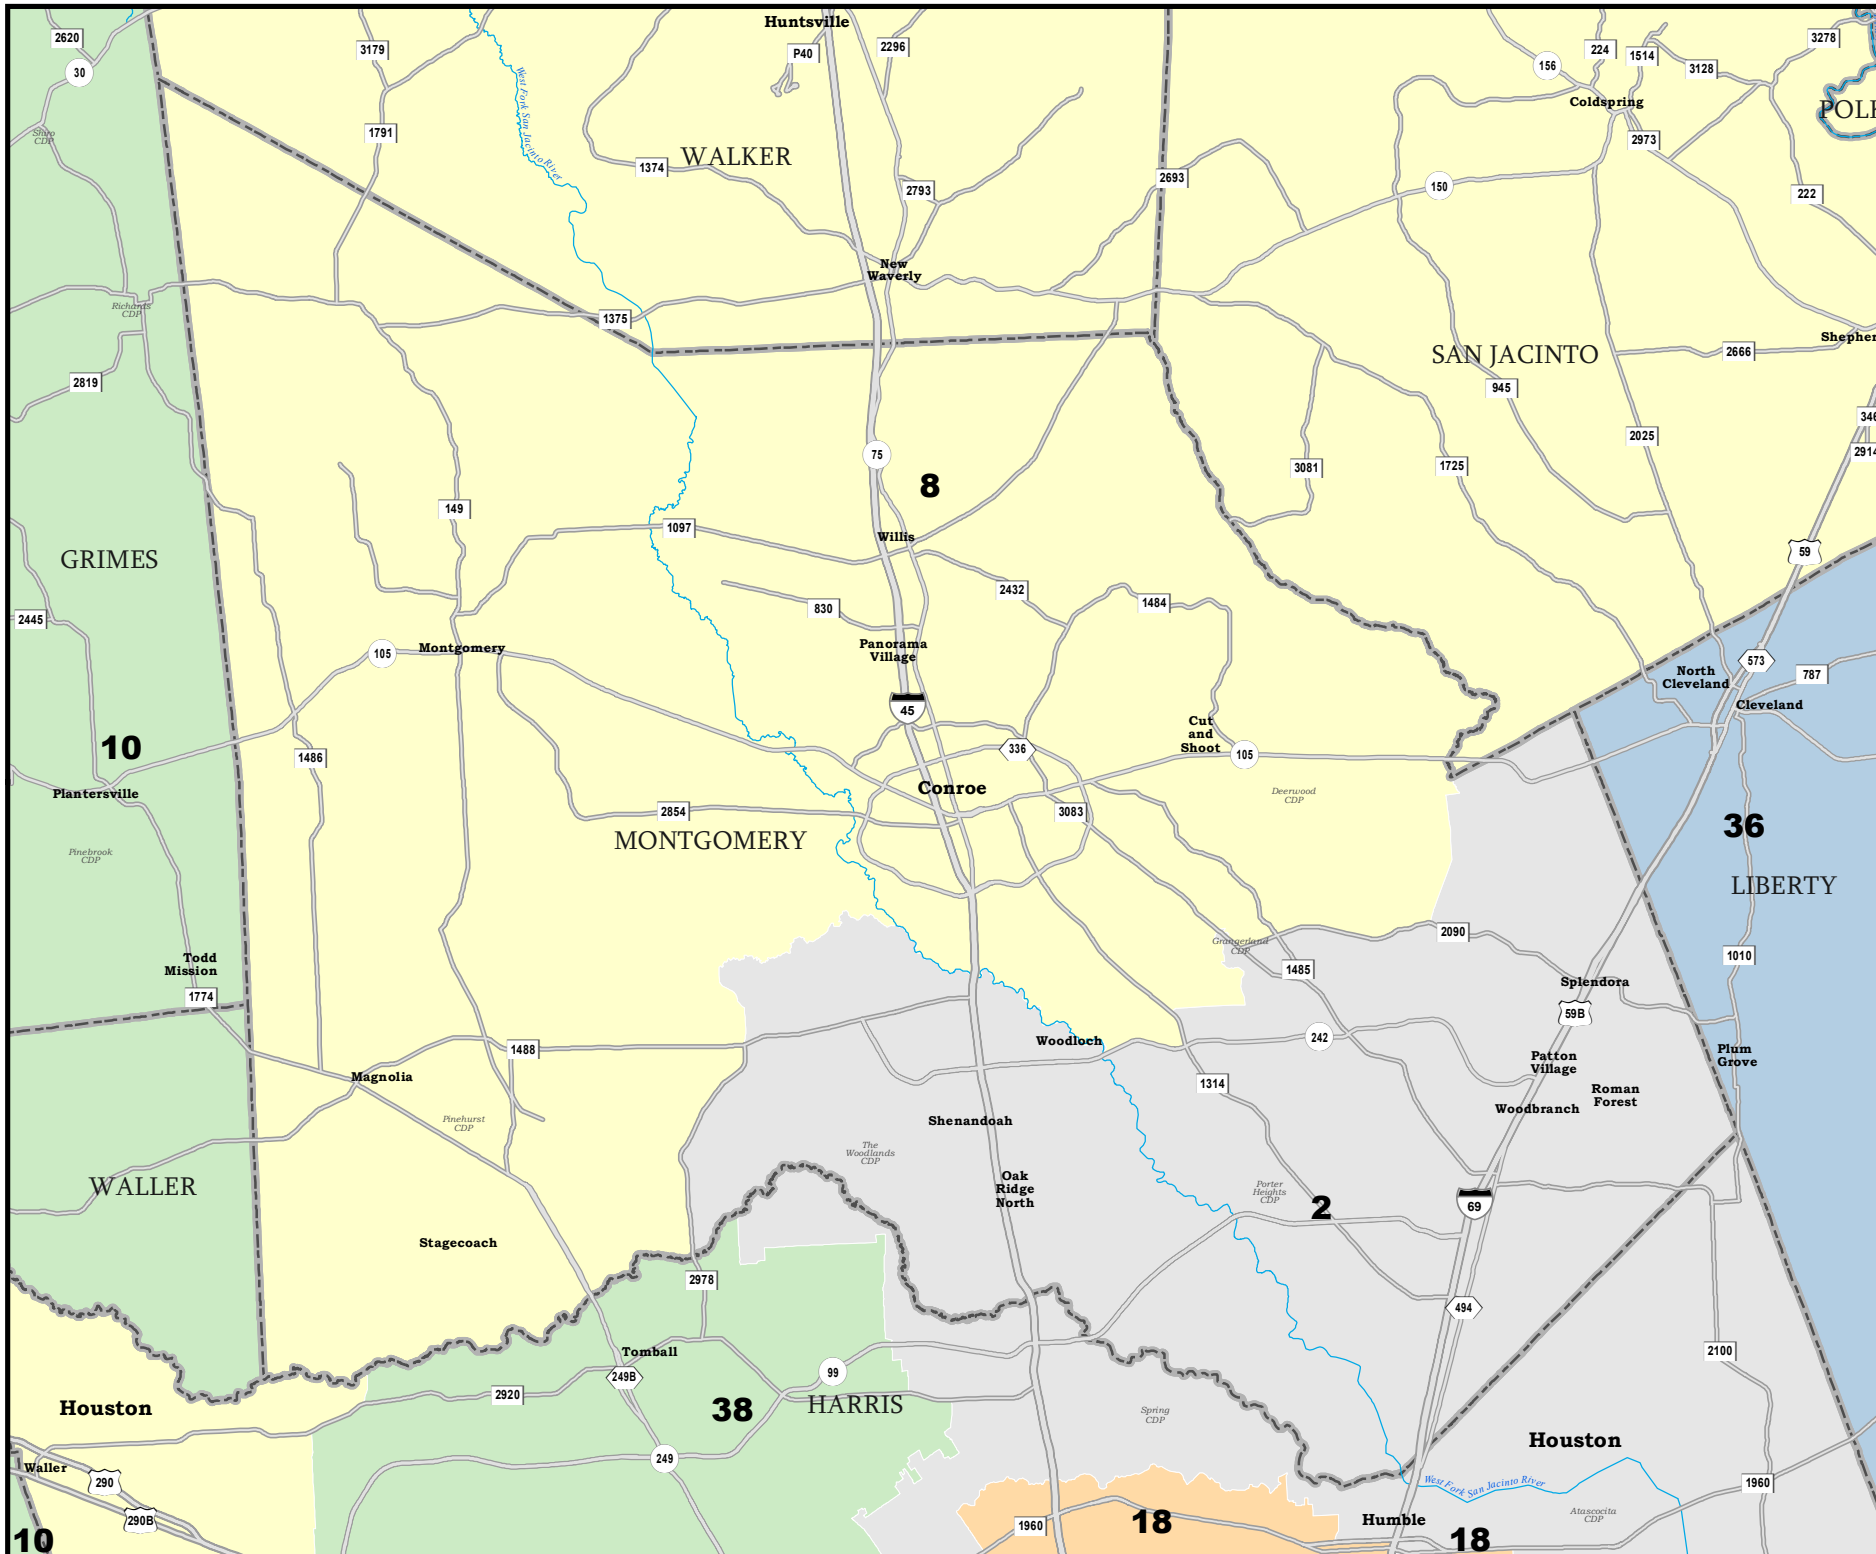 Huntsville
2620
3179
P40
2296
224
1514
3278
30
156
3128
Coldspring
West Fork San Jacinto River
Shiro
CDP
1791
2973
WALKER
1374
2693
150
2793
222
New
Waverly
Richards
CDP
1375
SAN JACINTO
2666
2819
945
75
2025
8
3081
1725
149
1097
Willis
59
GRIMES
2432
830
1484
2445
Panorama
Village
105
Montgomery
573
787
North
Cleveland
Cleveland
45
Cut
and
Shoot
10
336
105
1486
Conroe
Plantersville
Deerwood
CDP
2854
3083
36
MONTGOMERY
Pinebrook
CDP
LIBERTY
2090
Grangerland
CDP
1010
Todd
Mission
1485
Splendora
1774
59B
242
Woodloch
1488
Patton
Village
Plum
Grove
Magnolia
1314
Roman
Forest
Woodbranch
Pinehurst
CDP
Shenandoah
The
Woodlands
CDP
WALLER
Oak
Ridge
North
Porter
Heights
CDP
2
69
Stagecoach
2978
494
Tomball
2100
99
249B
2920
Houston
38
HARRIS
Spring
CDP
Houston
249
Waller
290
West Fork San Jacinto River
1960
290B
18
1960
Humble
Atascocita
CDP
10
18